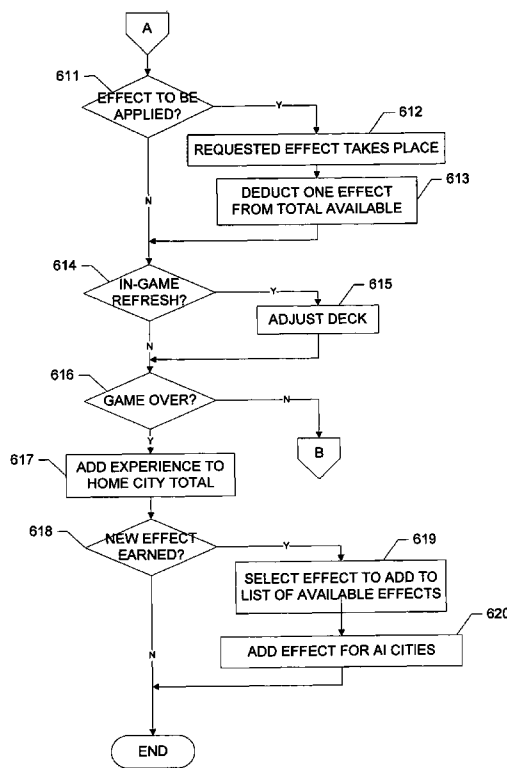 A
611
EFFECT TO BE
APPLIED?
Y
612
REQUESTED EFFECT TAKES PLACE
613
DEDUCT ONE EFFECT
FROM TOTAL AVAILABLE
N
614
IN-GAME
REFRESH?
Y
615
ADJUST DECK
N
616
GAME OVER?
N
B
Y
617
ADD EXPERIENCE TO
HOME CITY TOTAL
618
NEW EFFECT
EARNED?
Y
619
SELECT EFFECT TO ADD TO
LIST OF AVAILABLE EFFECTS
620
ADD EFFECT FOR AI CITIES
N
END